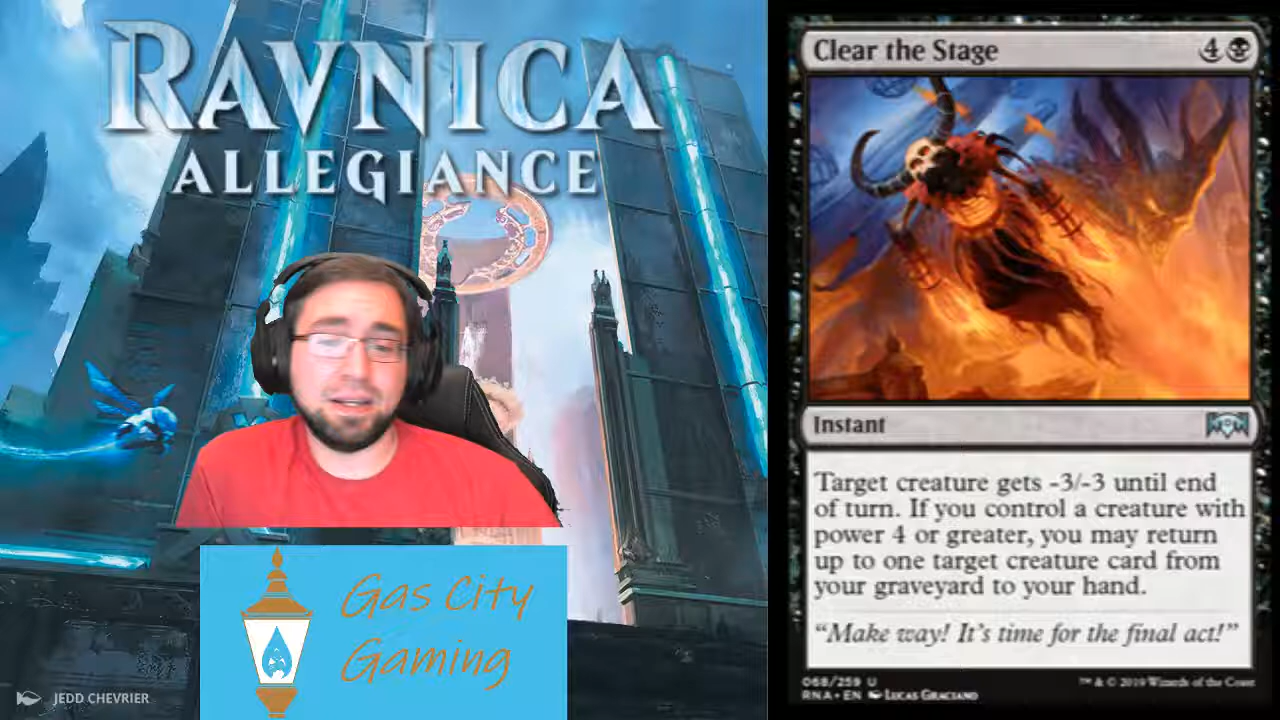 RAVNICA
ALLEGIANCE
Gas City
Gaming
JEDD CHEVRIER
Clear the Stage 4
Instant
Target creature gets -3/-3 until end
of turn. If you control a creature with
power 4 or greater, you may return
up to one target creature card from
your graveyard to your hand.
“Make way! It’s time for the final act!”
068/259 U
RNA • EN LUCAS GRACIANO
™ & © 2019 Wizards of the Coast